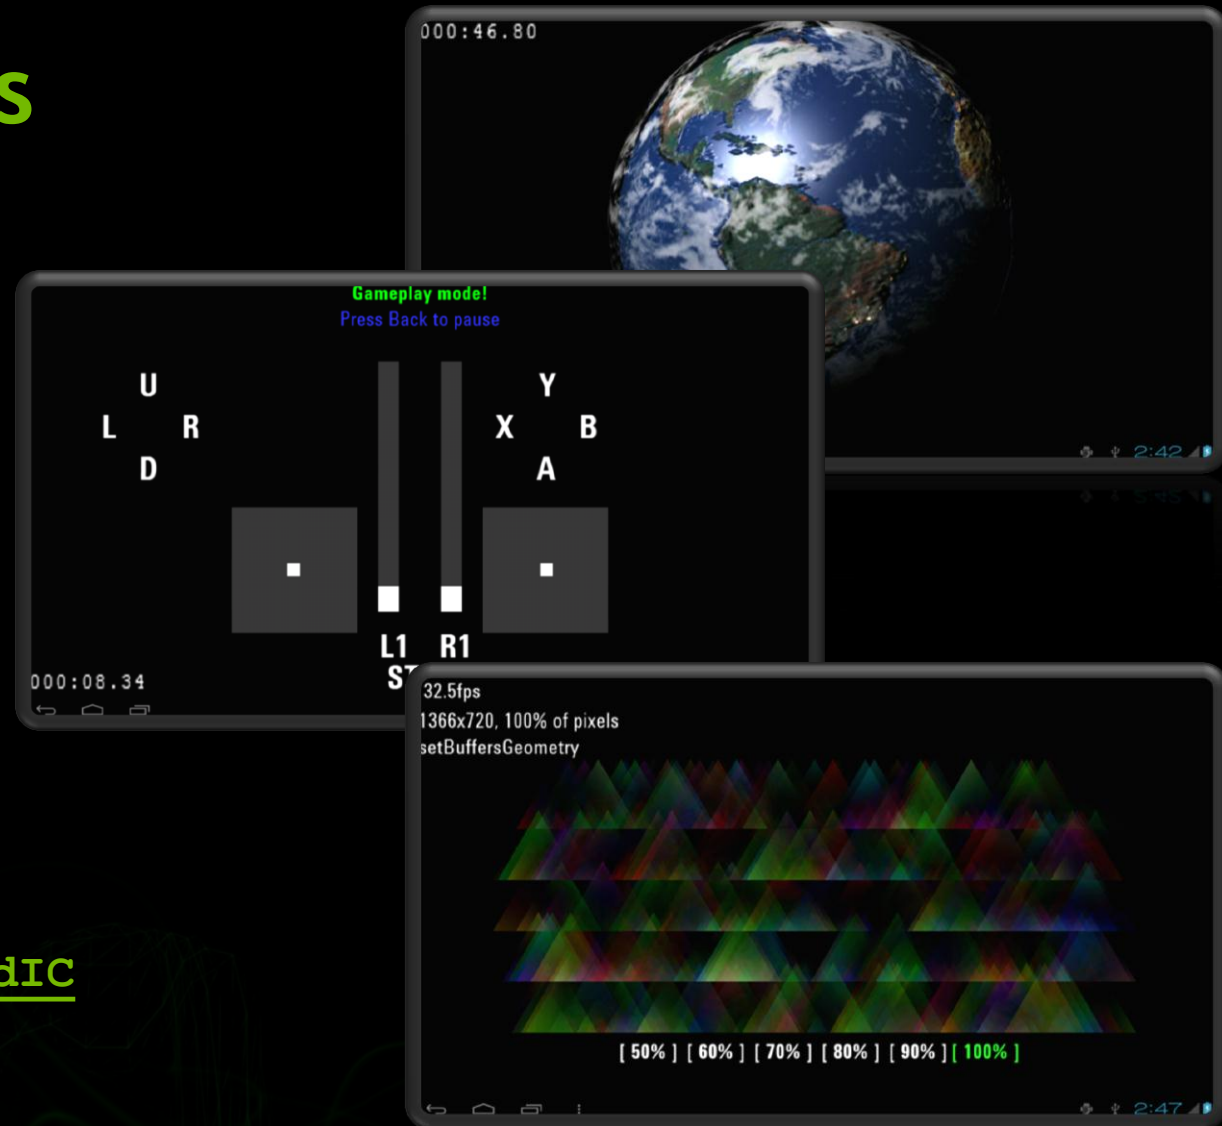 s
000:46.80
2:42
Gameplay mode!
Press Back to pause
U
L R
D
Y
X B
A
L1 R1
000:08.34
32.5fps
1366x720, 100% of pixels
setBuffersGeometry
dIC
[ 50% ] [ 60% ] [ 70% ] [ 80% ] [ 90% ] [ 100% ]
2:47